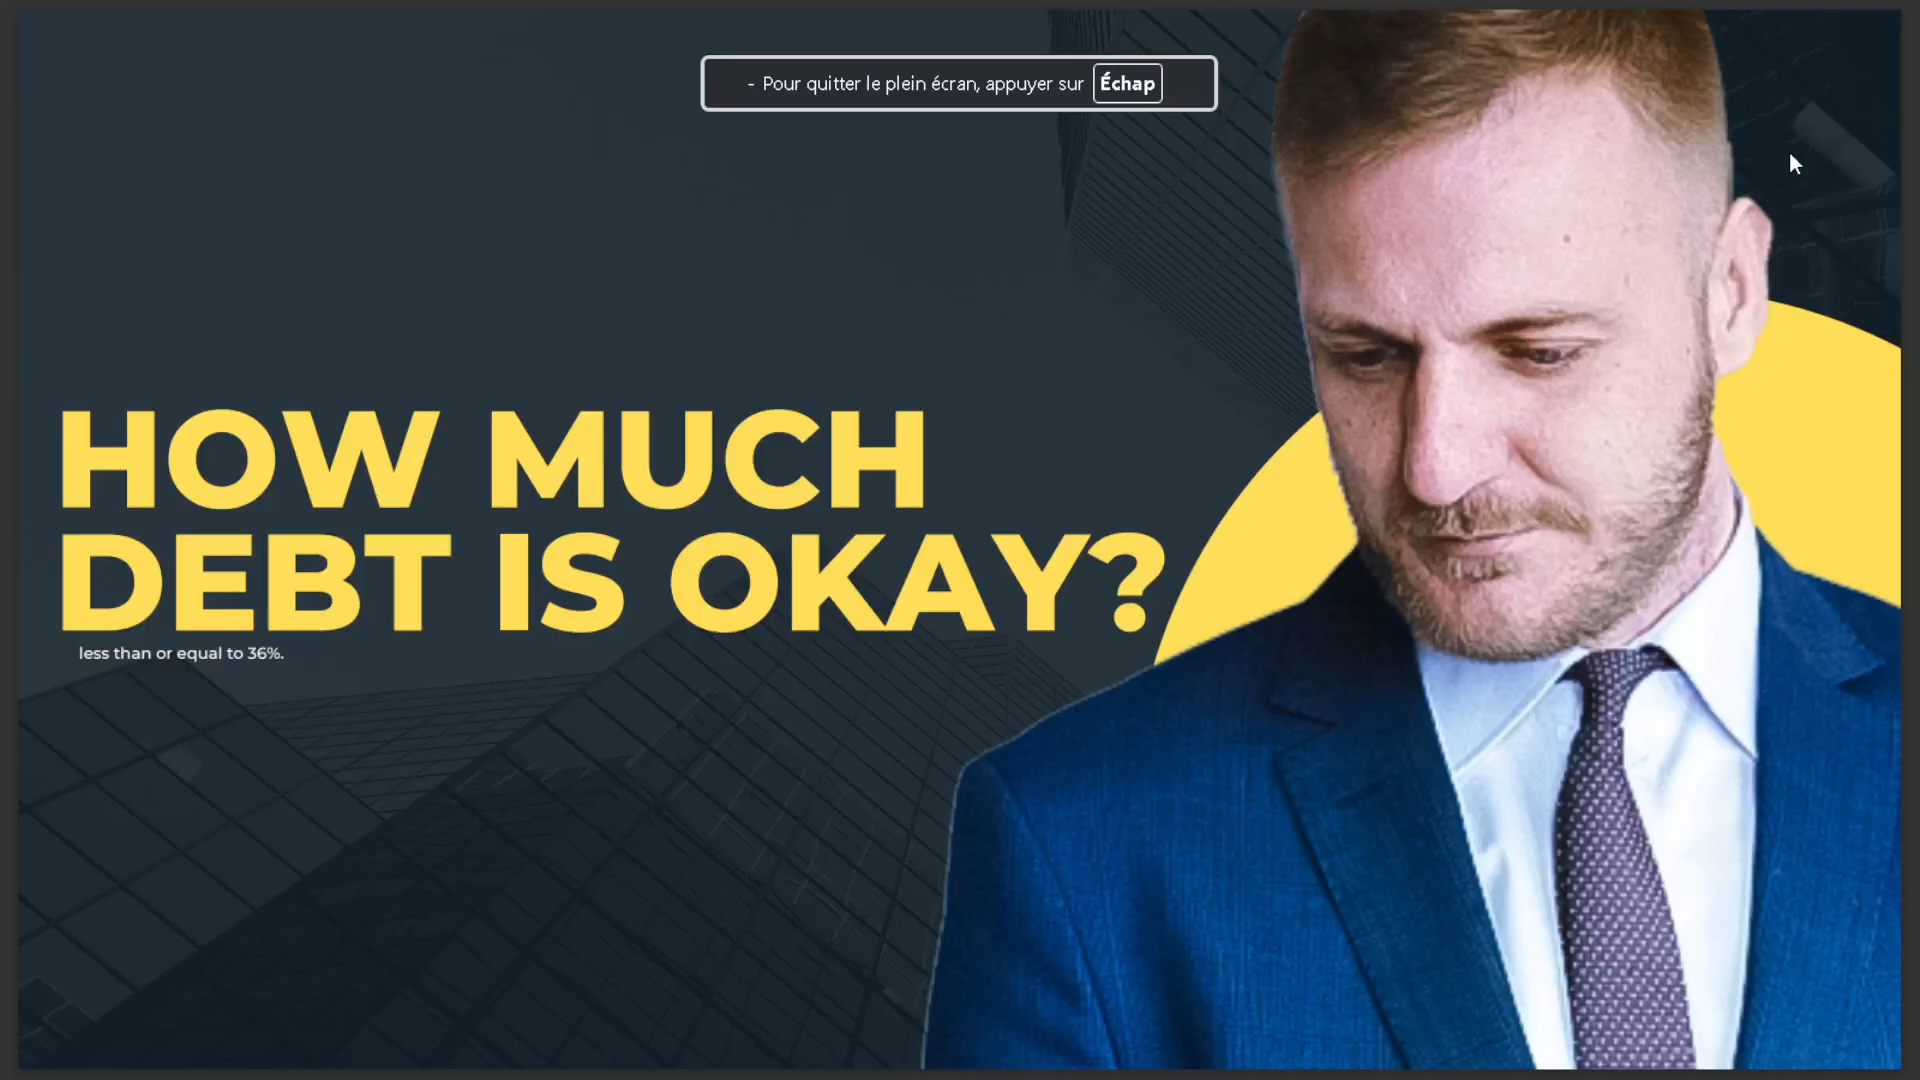 - Pour quitter le plein écran, appuyer sur Échap
HOW MUCH
DEBT IS OKAY?
less than or equal to 36%.